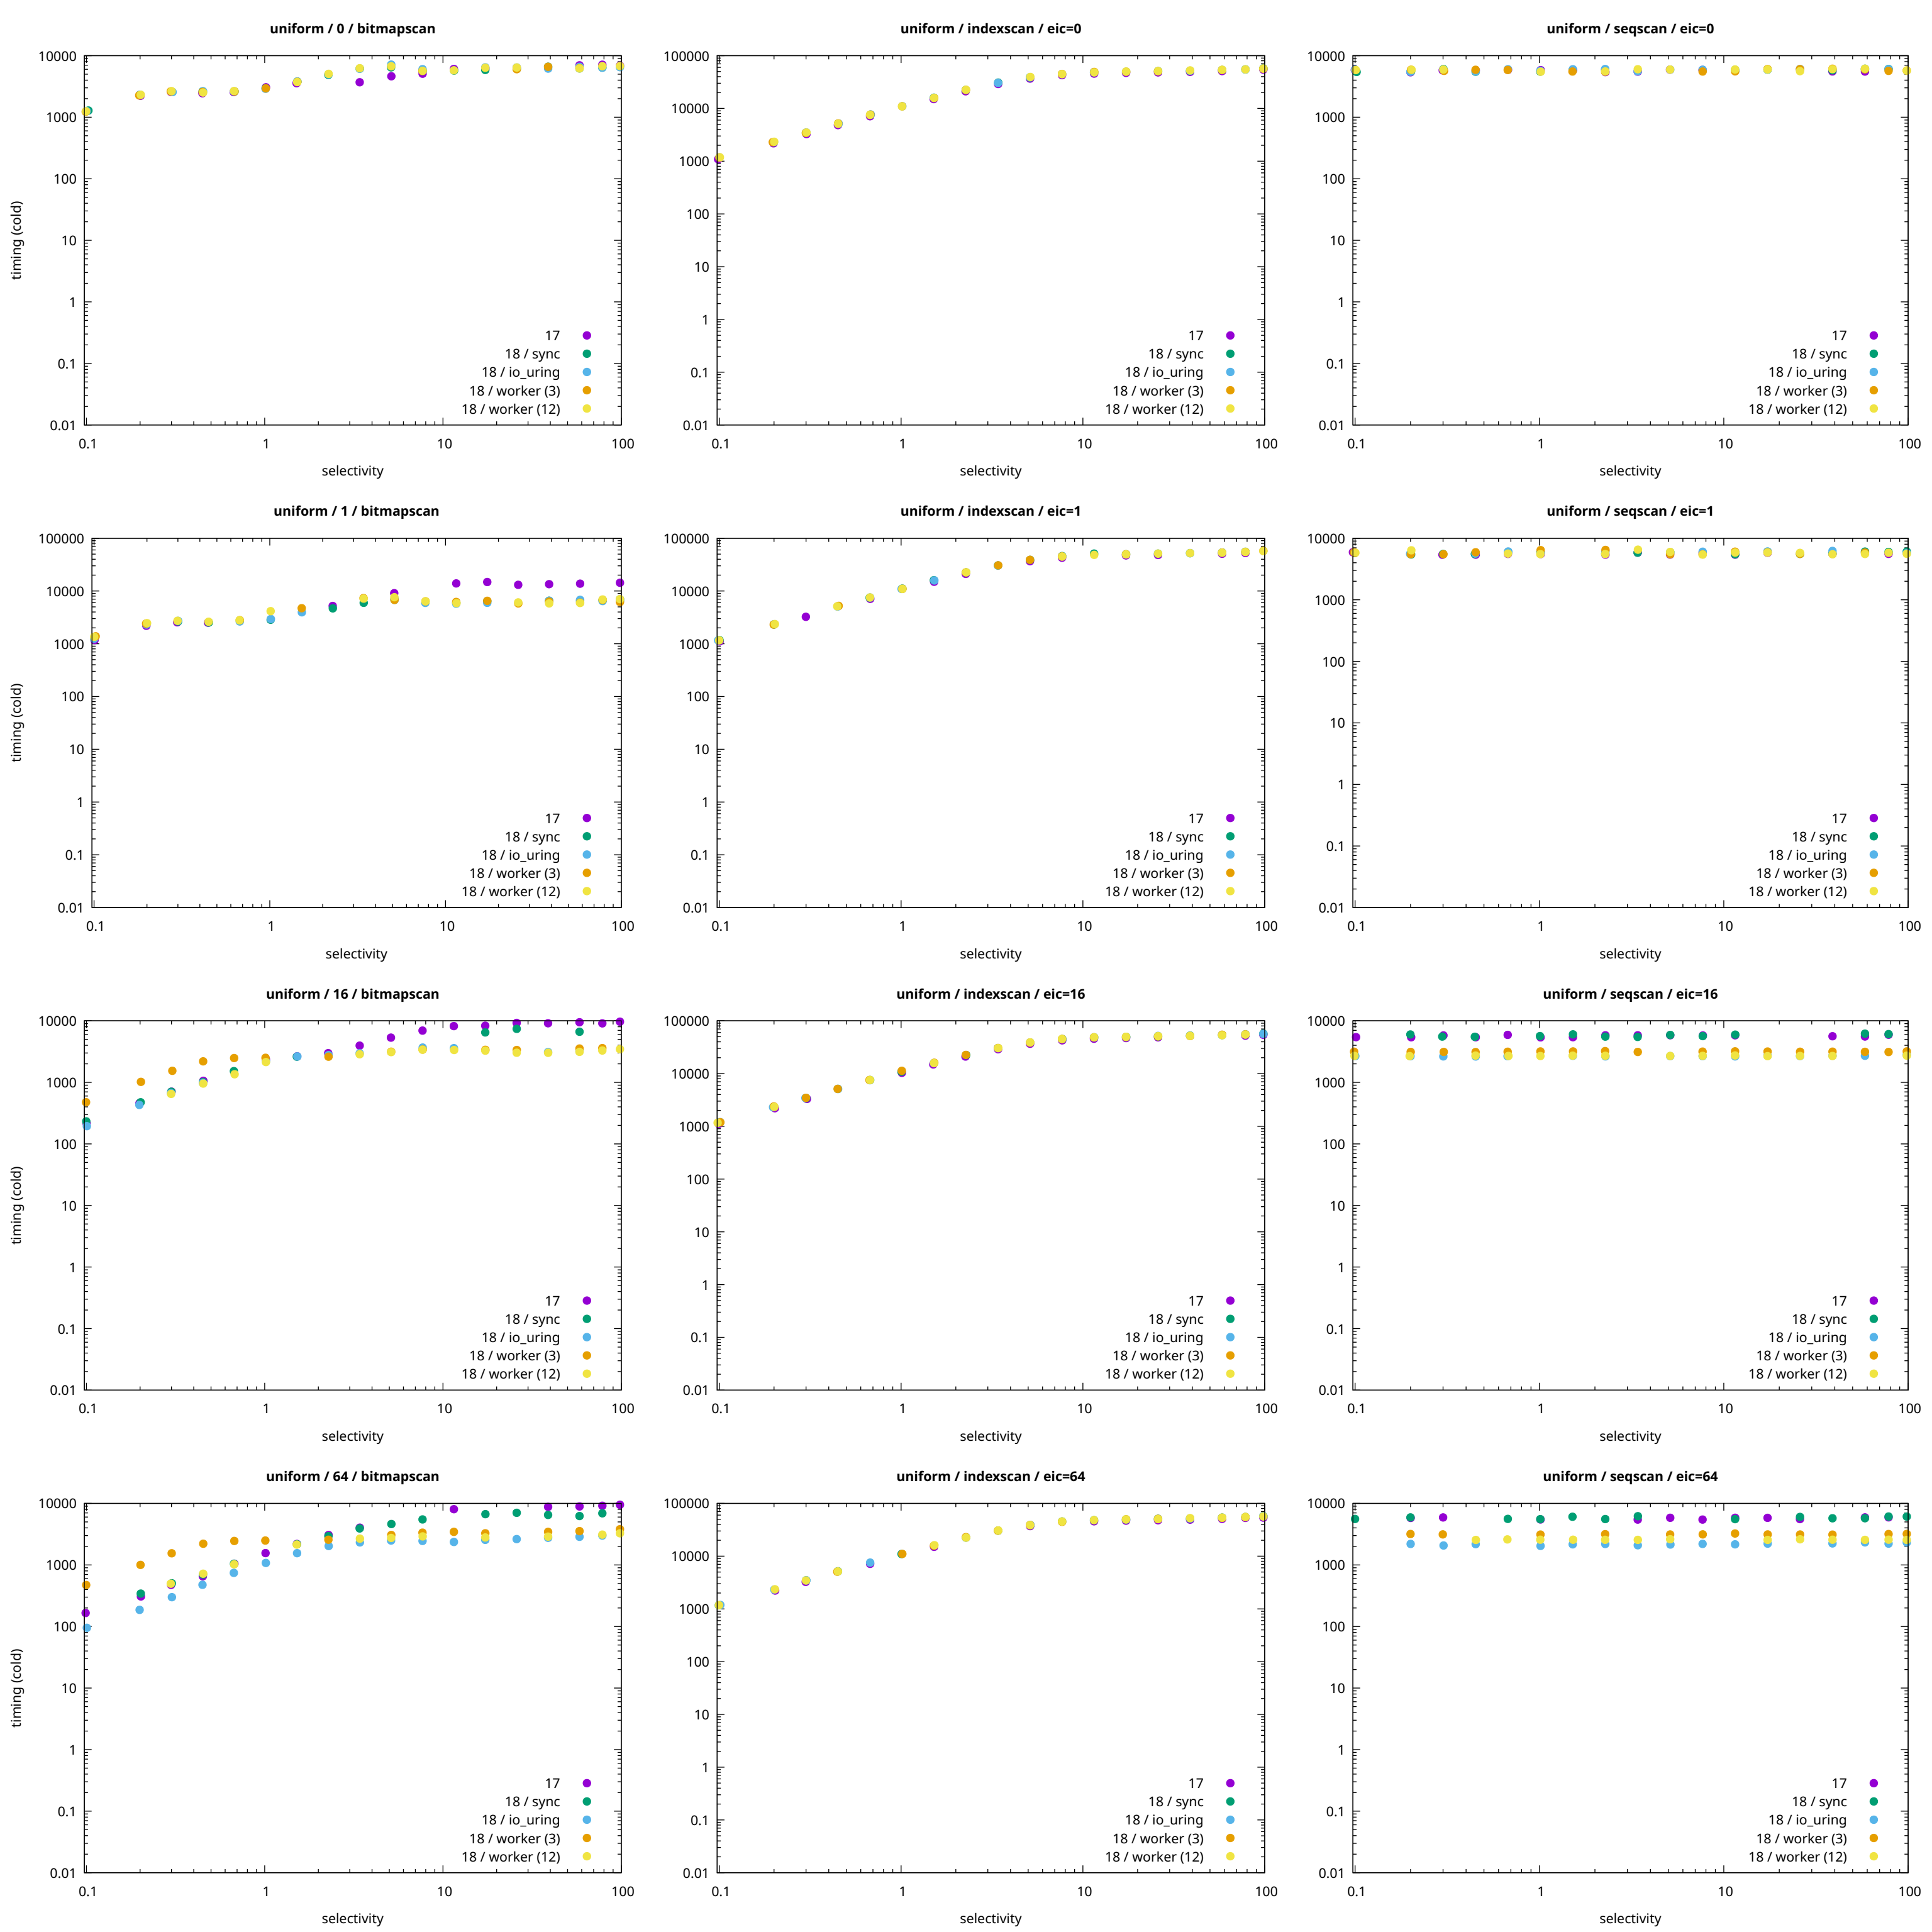 uniform / 0 / bitmapscan
timing (cold)
10000
1000
100
10
1
0.1
0.01
17
18 / sync
18 / io_uring
18 / worker (3)
18 / worker (12)
0.1 1 10 100
selectivity
uniform / indexscan / eic=0
100000
10000
1000
100
10
1
0.1
0.01
17
18 / sync
18 / io_uring
18 / worker (3)
18 / worker (12)
0.1 1 10 100
selectivity
uniform / seqscan / eic=0
10000
1000
100
10
1
0.1
0.01
17
18 / sync
18 / io_uring
18 / worker (3)
18 / worker (12)
0.1 1 10 100
selectivity
uniform / 1 / bitmapscan
timing (cold)
100000
10000
1000
100
10
1
0.1
0.01
17
18 / sync
18 / io_uring
18 / worker (3)
18 / worker (12)
0.1 1 10 100
selectivity
uniform / indexscan / eic=1
100000
10000
1000
100
10
1
0.1
0.01
17
18 / sync
18 / io_uring
18 / worker (3)
18 / worker (12)
0.1 1 10 100
selectivity
uniform / seqscan / eic=1
10000
1000
100
10
1
0.1
0.01
17
18 / sync
18 / io_uring
18 / worker (3)
18 / worker (12)
0.1 1 10 100
selectivity
uniform / 16 / bitmapscan
timing (cold)
10000
1000
100
10
1
0.1
0.01
17
18 / sync
18 / io_uring
18 / worker (3)
18 / worker (12)
0.1 1 10 100
selectivity
uniform / indexscan / eic=16
100000
10000
1000
100
10
1
0.1
0.01
17
18 / sync
18 / io_uring
18 / worker (3)
18 / worker (12)
0.1 1 10 100
selectivity
uniform / seqscan / eic=16
10000
1000
100
10
1
0.1
0.01
17
18 / sync
18 / io_uring
18 / worker (3)
18 / worker (12)
0.1 1 10 100
selectivity
uniform / 64 / bitmapscan
timing (cold)
10000
1000
100
10
1
0.1
0.01
17
18 / sync
18 / io_uring
18 / worker (3)
18 / worker (12)
0.1 1 10 100
selectivity
uniform / indexscan / eic=64
100000
10000
1000
100
10
1
0.1
0.01
17
18 / sync
18 / io_uring
18 / worker (3)
18 / worker (12)
0.1 1 10 100
selectivity
uniform / seqscan / eic=64
10000
1000
100
10
1
0.1
0.01
17
18 / sync
18 / io_uring
18 / worker (3)
18 / worker (12)
0.1 1 10 100
selectivity